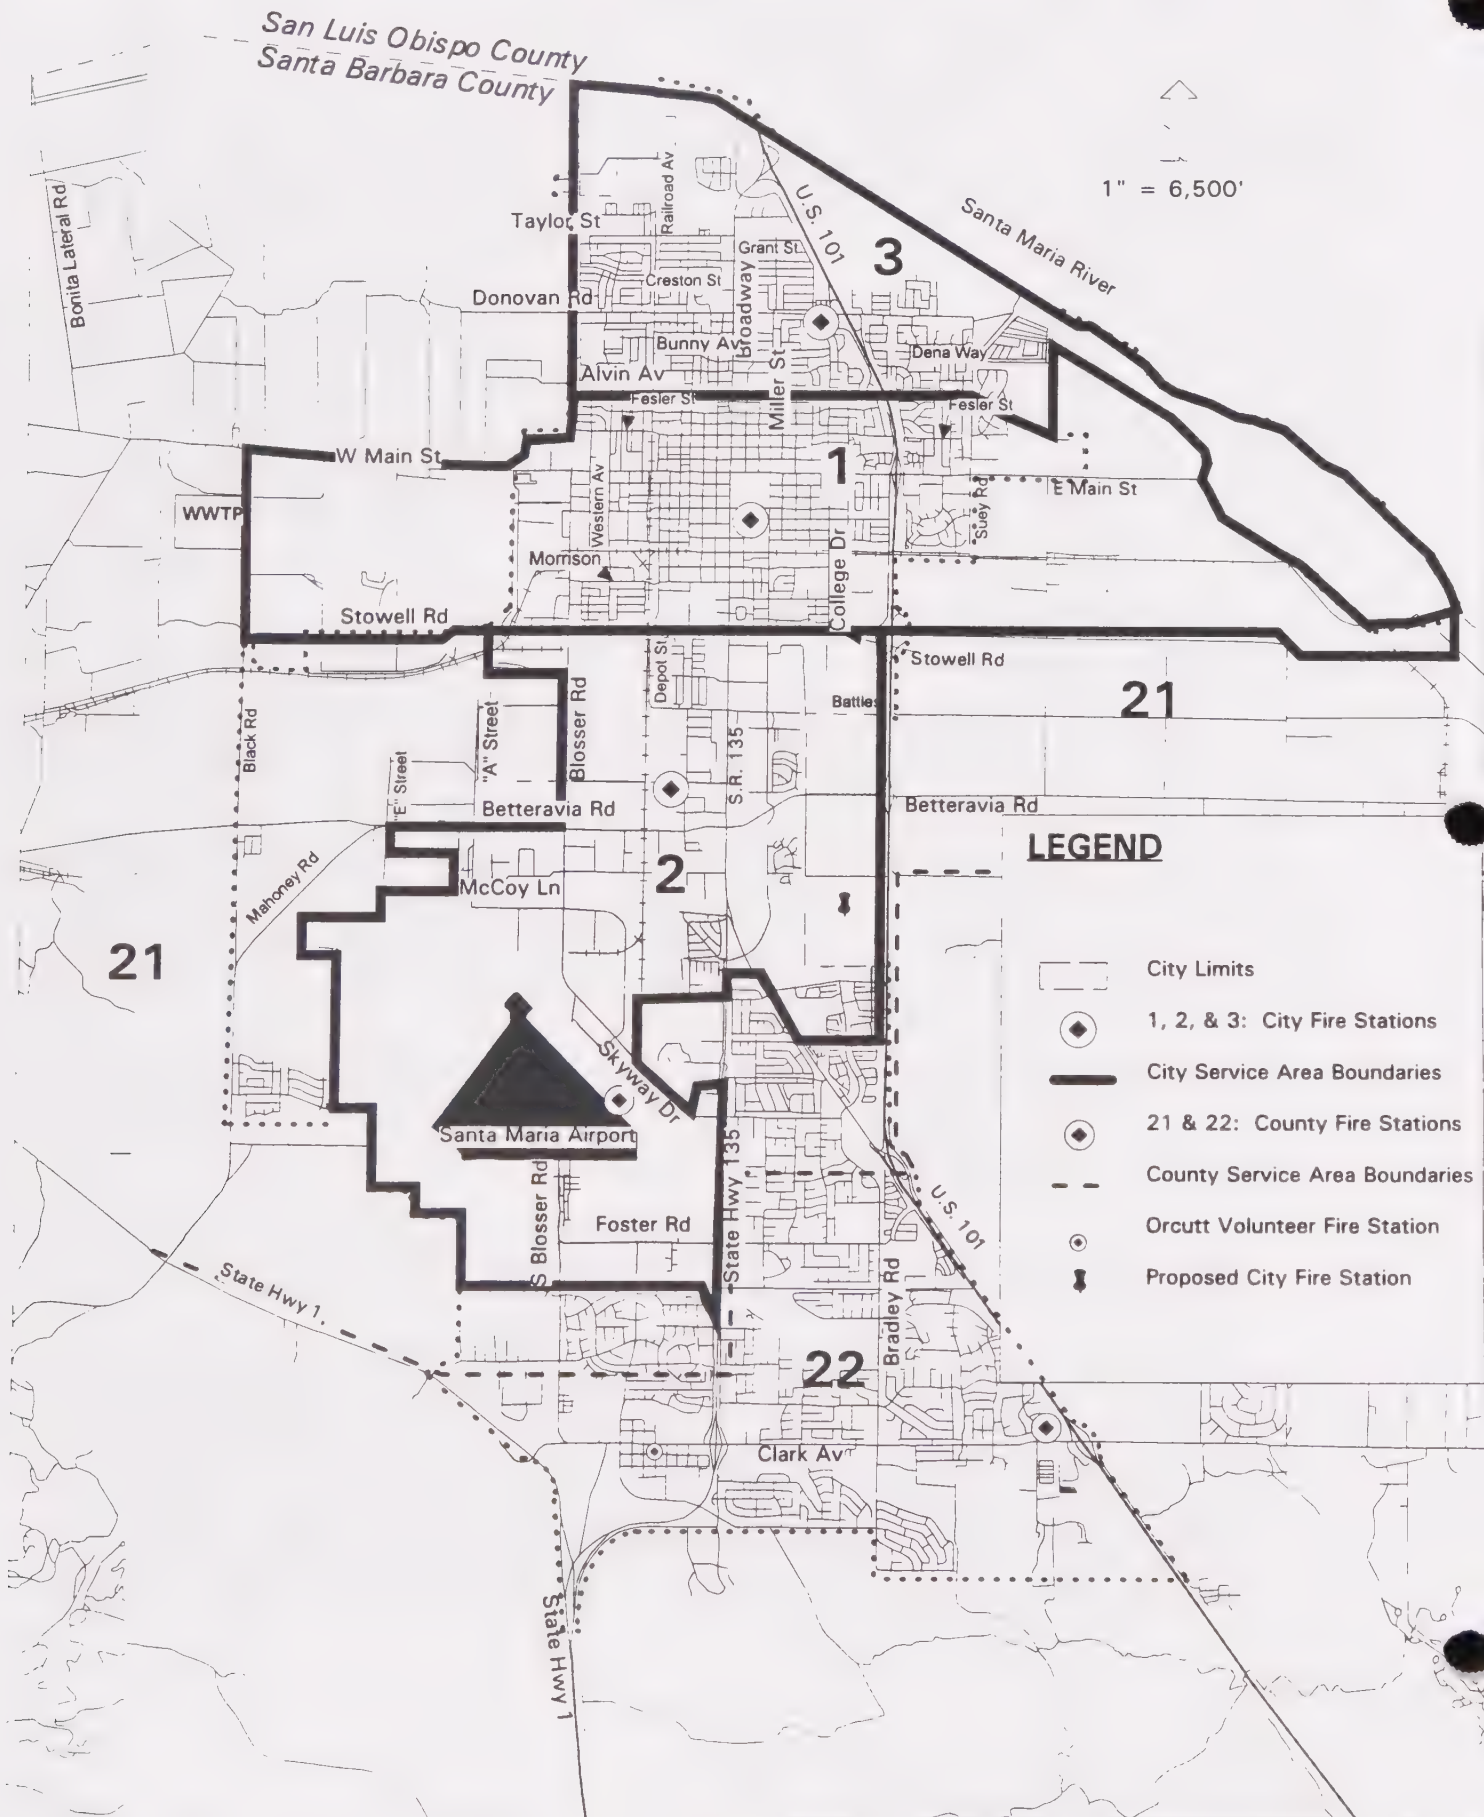 San Luis Obispo County
Santa Barbara County
1" = 6,500'
Bonita Lateral Rd
Railroad Av
Taylor St
U.S. 101
3
Santa Maria River
Grant St.
Creston St
Donovan Rd
Broadway
Bunny Av
Miller St
Dena Way
Alvin Av
Fesler St
Fesler St
W Main St
1
E Main St
Suey Rd
Western Av
WWTP
College Dr
Morrison
Stowell Rd
Stowell Rd
Depot St
21
Battles
Black Rd
"A" Street
Blosser Rd
S.R. 135
"E" Street
Betteravia Rd
Betteravia Rd
2
McCoy Ln
Mahoney Rd
21
Skyway Dr
Santa Maria Airport
State Hwy 135
S Blosser Rd
Foster Rd
U.S. 101
State Hwy 1
Bradley Rd
22
Clark Av
State Hwy 1
LEGEND
City Limits
1, 2, & 3: City Fire Stations
City Service Area Boundaries
21 & 22: County Fire Stations
County Service Area Boundaries
Orcutt Volunteer Fire Station
Proposed City Fire Station